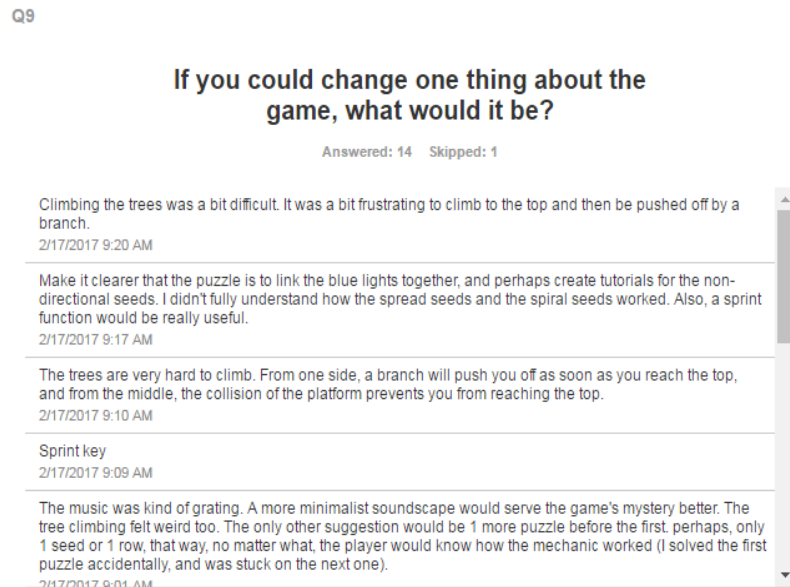 Q9
If you could change one thing about the
game, what would it be?
Answered: 14 Skipped: 1
Climbing the trees was a bit difficult. It was a bit frustrating to climb to the top and then be pushed off by a
branch.
2/17/2017 9:20 AM
Make it clearer that the puzzle is to link the blue lights together, and perhaps create tutorials for the non-
directional seeds. I didn't fully understand how the spread seeds and the spiral seeds worked. Also, a sprint
function would be really useful.
2/17/2017 9:17 AM
The trees are very hard to climb. From one side, a branch will push you off as soon as you reach the top,
and from the middle, the collision of the platform prevents you from reaching the top.
2/17/2017 9:10 AM
Sprint key
2/17/2017 9:09 AM
The music was kind of grating. A more minimalist soundscape would serve the game's mystery better. The
tree climbing felt weird too. The only other suggestion would be 1 more puzzle before the first. perhaps, only
1 seed or 1 row, that way, no matter what, the player would know how the mechanic worked (I solved the first
puzzle accidentally, and was stuck on the next one).
2/17/2017 9:01 AM